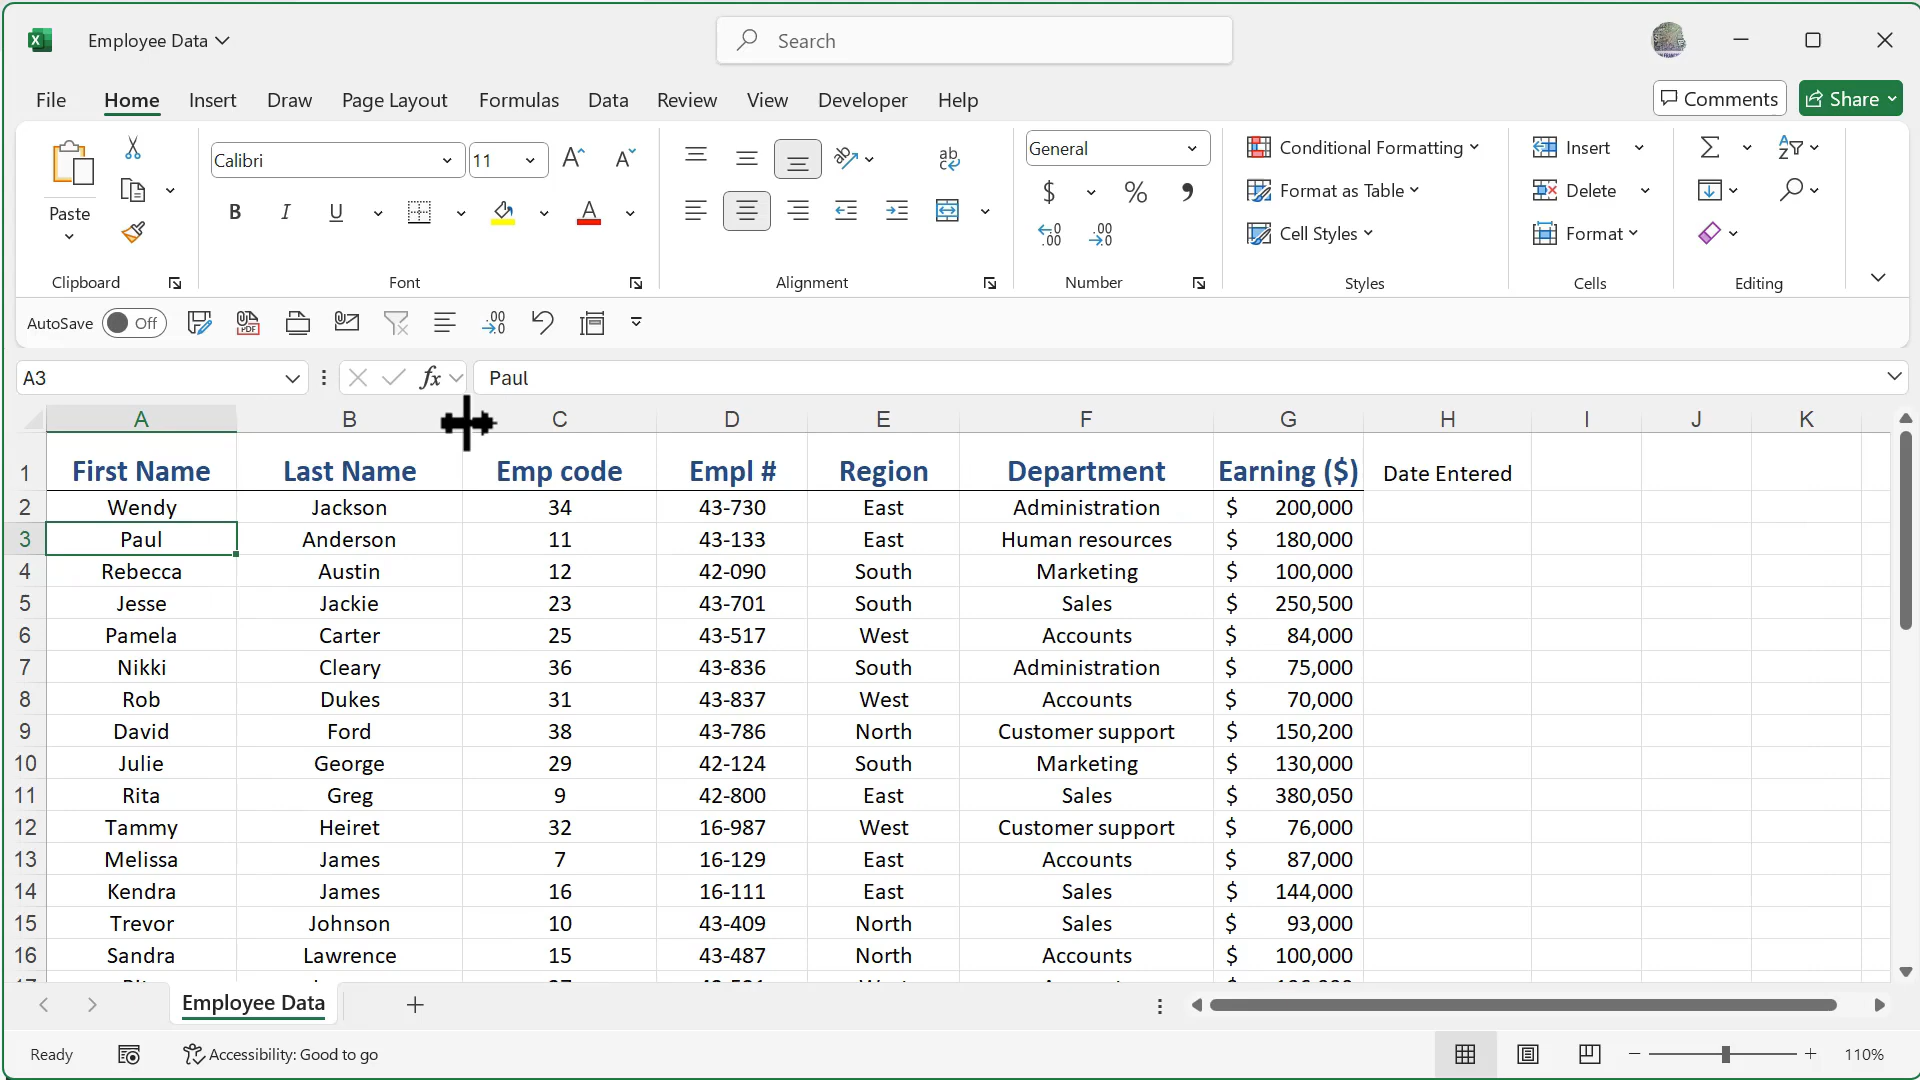 Employee Data
Search
File Home Insert Draw Page Layout Formulas Data Review View Developer Help Comments Share
Calibri 11 General Conditional Formatting Insert
Paste B I U $ % Format as Table Delete
Cell Styles Format
Clipboard Font Alignment Number Styles Cells Editing
AutoSave Off
A3 fx Paul
A B C D E F G H I J K
1 First Name Last Name Emp code Empl # Region Department Earning ($) Date Entered
2 Wendy Jackson 34 43-730 East Administration $ 200,000
3 Paul Anderson 11 43-133 East Human resources $ 180,000
4 Rebecca Austin 12 42-090 South Marketing $ 100,000
5 Jesse Jackie 23 43-701 South Sales $ 250,500
6 Pamela Carter 25 43-517 West Accounts $ 84,000
7 Nikki Cleary 36 43-836 South Administration $ 75,000
8 Rob Dukes 31 43-837 West Accounts $ 70,000
9 David Ford 38 43-786 North Customer support $ 150,200
10 Julie George 29 42-124 South Marketing $ 130,000
11 Rita Greg 9 42-800 East Sales $ 380,050
12 Tammy Heiret 32 16-987 West Customer support $ 76,000
13 Melissa James 7 16-129 East Accounts $ 87,000
14 Kendra James 16 16-111 East Sales $ 144,000
15 Trevor Johnson 10 43-409 North Sales $ 93,000
16 Sandra Lawrence 15 43-487 North Accounts $ 100,000
Employee Data
Ready Accessibility: Good to go 110%